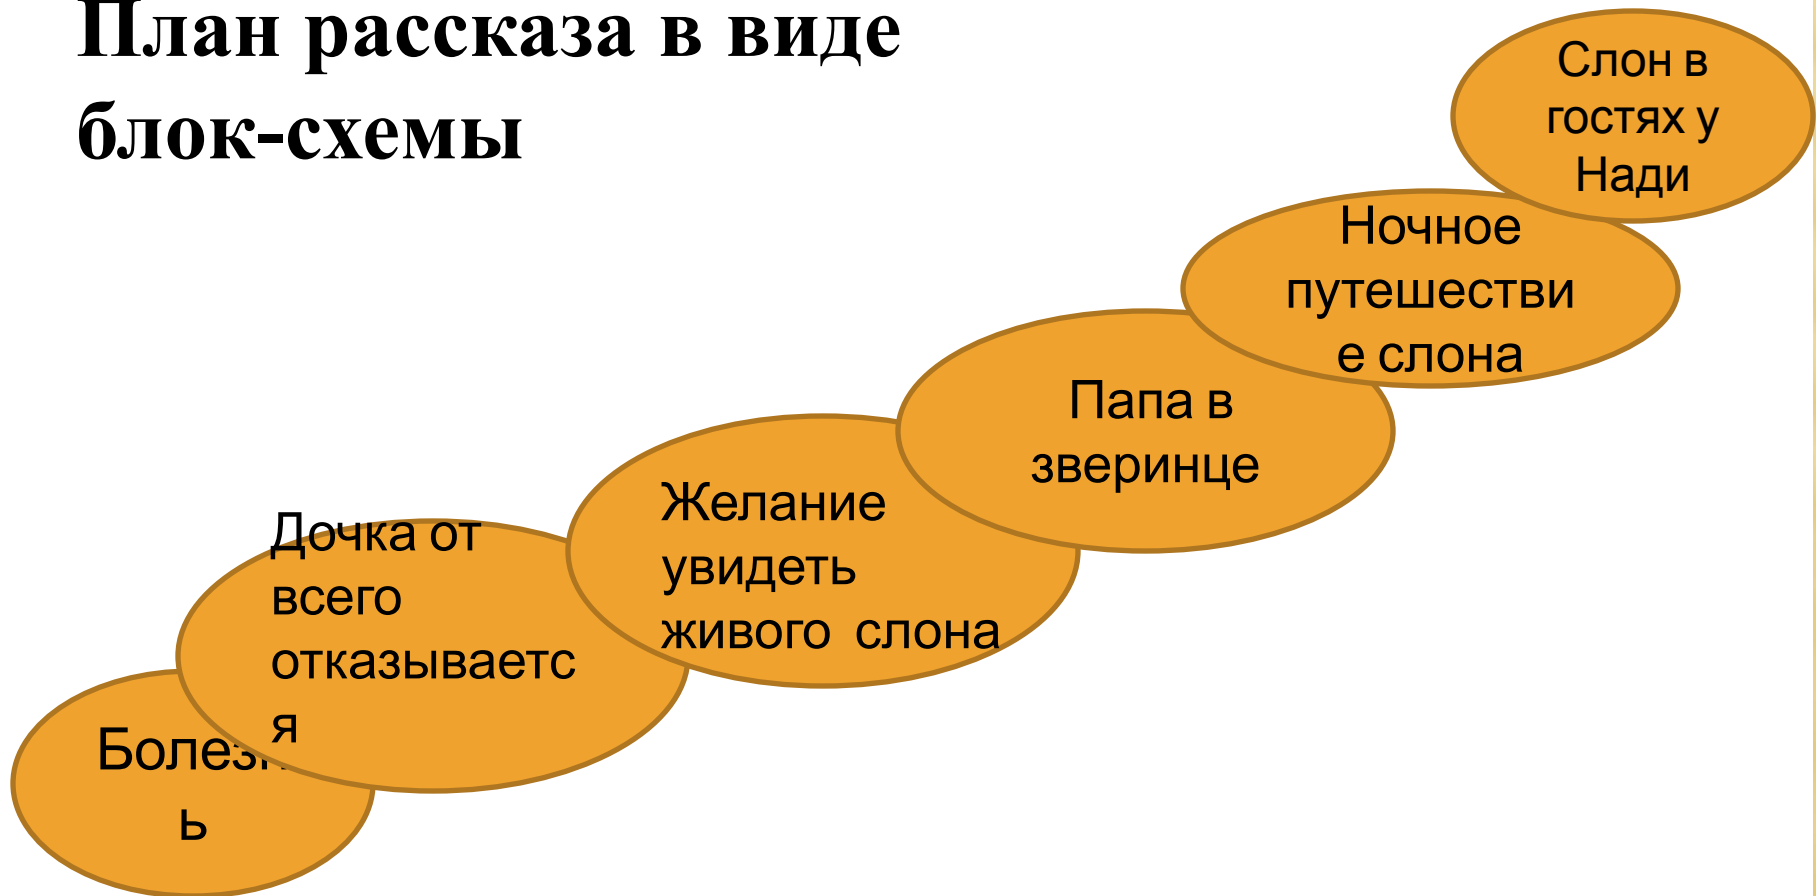 План рассказа в виде
блок-схемы
Слон в
гостях у
Нади
Ночное
путешестви
е слона
Папа в
зверинце
Желание
увидеть
живого слона
Дочка от
всего
отказываетс
я
Болезн
ь